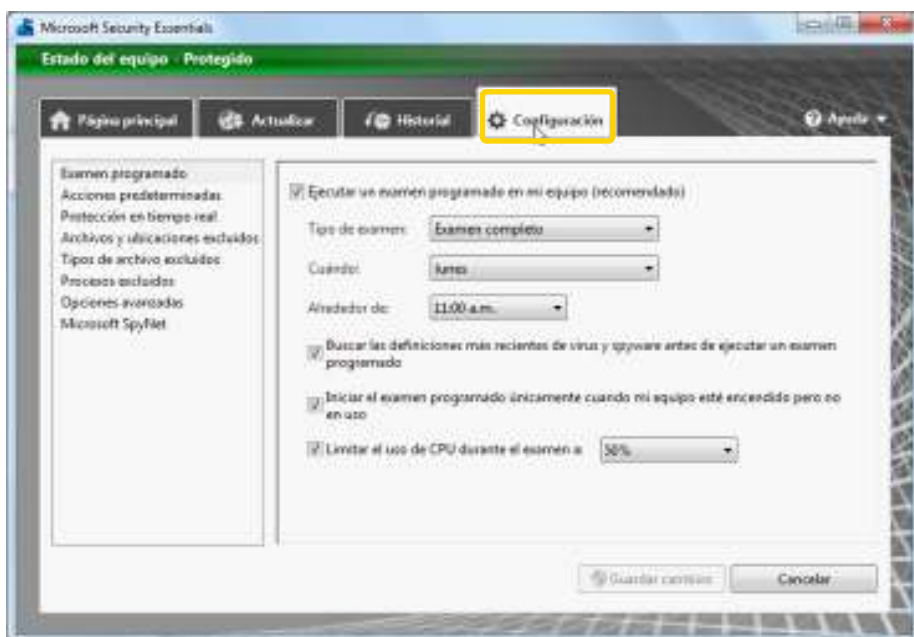 Microsoft Security Essentials
Estado del equipo - Protegido
Página principal
Actualizar
Historial
Configuración
Ayuda
Examen programado
Acciones predeterminadas
Protección en tiempo real
Archivos y ubicaciones excluidos
Tipos de archivo excluidos
Procesos excluidos
Opciones avanzadas
Microsoft SpyNet
Ejecutar un examen programado en mi equipo (recomendado)
Tipo de examen: Examen completo
Cuándo: lunes
Alrededor de: 11:00 a.m.
Buscar las definiciones más recientes de virus y spyware antes de ejecutar un examen
programado
Iniciar el examen programado únicamente cuando mi equipo esté encendido pero no
en uso
Limitar el uso de CPU durante el examen a: 50%
Guardar cambios
Cancelar